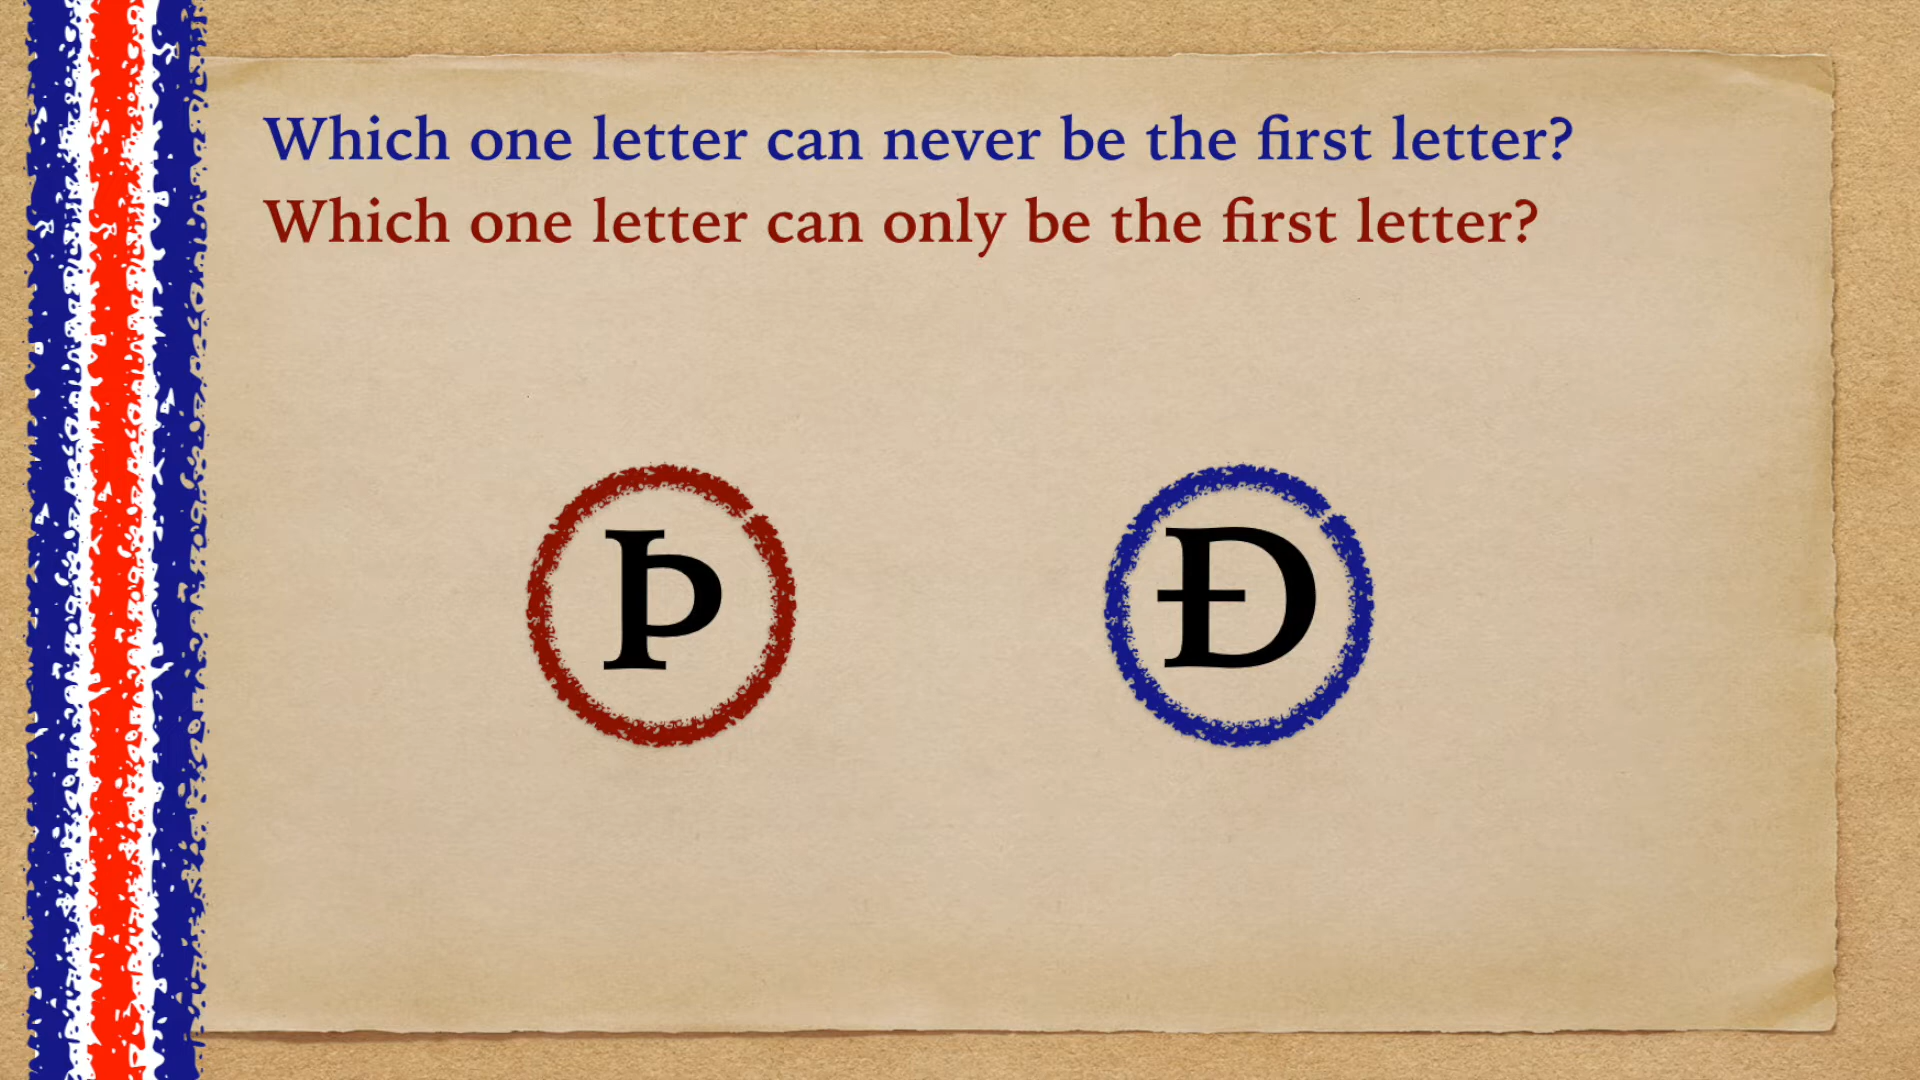 Which one letter can never be the first letter?
Which one letter can only be the first letter?
Þ Ð